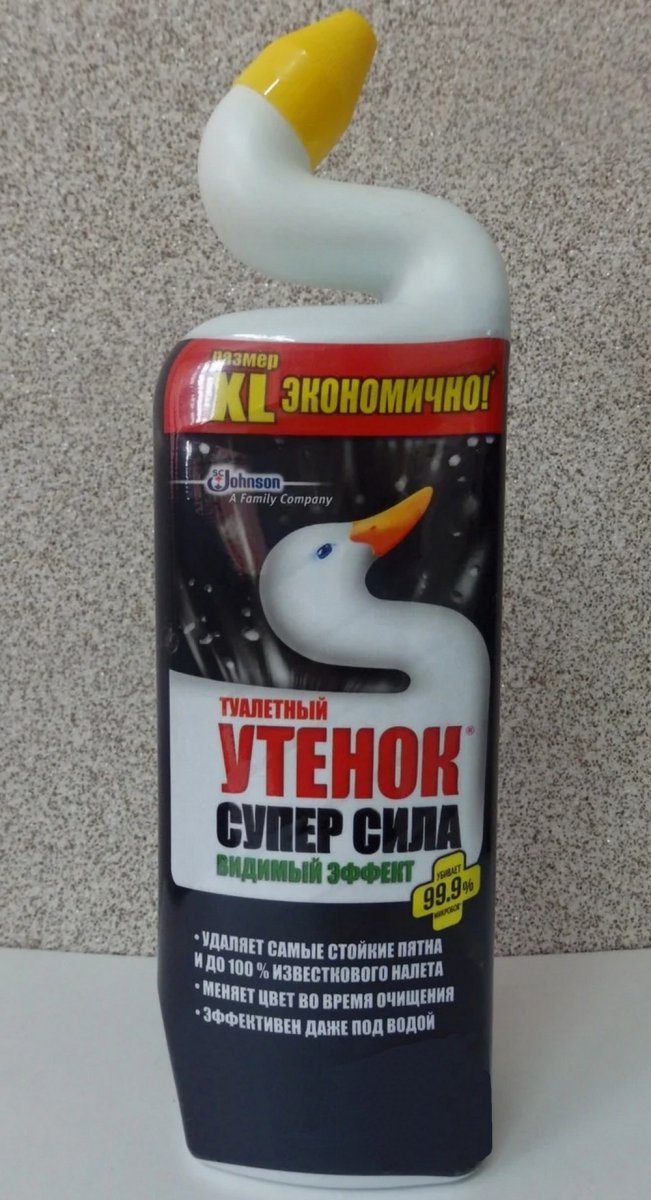 размер
XL ЭКОНОМИЧНО!*
SC Johnson
A Family Company
ТУАЛЕТНЫЙ
УТЕНОК®
СУПЕР СИЛА
ВИДИМЫЙ ЭФФЕКТ
УБИВАЕТ
99.9%
МИКРОБОВ*
• УДАЛЯЕТ САМЫЕ СТОЙКИЕ ПЯТНА
И ДО 100 % ИЗВЕСТКОВОГО НАЛЕТА
• МЕНЯЕТ ЦВЕТ ВО ВРЕМЯ ОЧИЩЕНИЯ
• ЭФФЕКТИВЕН ДАЖЕ ПОД ВОДОЙ